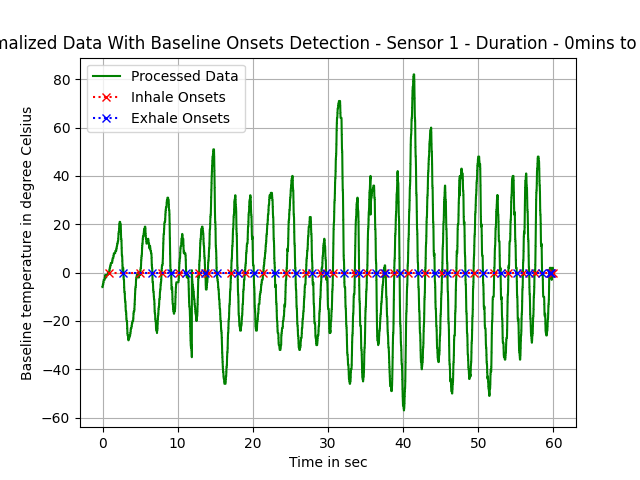 malized Data With Baseline Onsets Detection - Sensor 1 - Duration - 0mins to
Processed Data
Inhale Onsets
Exhale Onsets
Baseline temperature in degree Celsius
80
60
40
20
0
−20
−40
−60
0 10 20 30 40 50 60
Time in sec